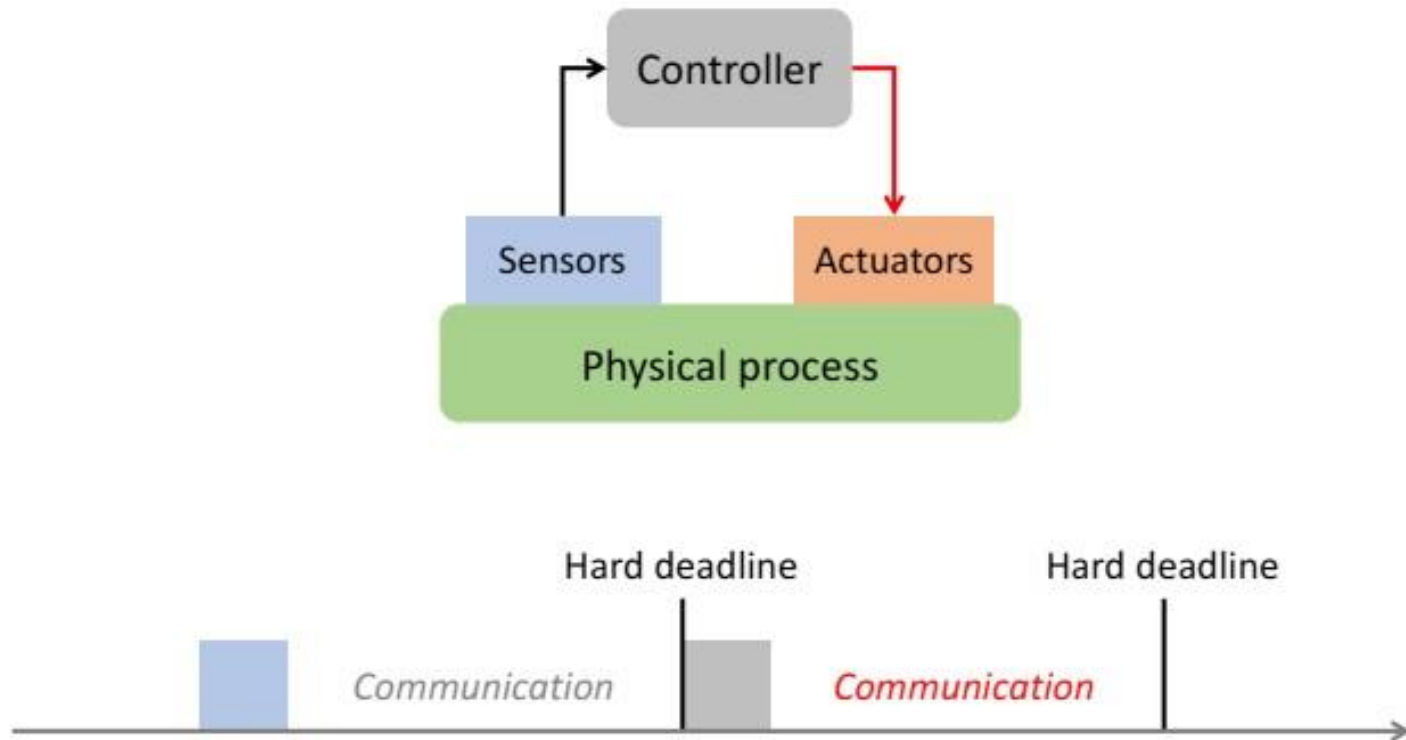 Controller
Sensors
Actuators
Physical process
Hard deadline
Hard deadline
Communication
Communication